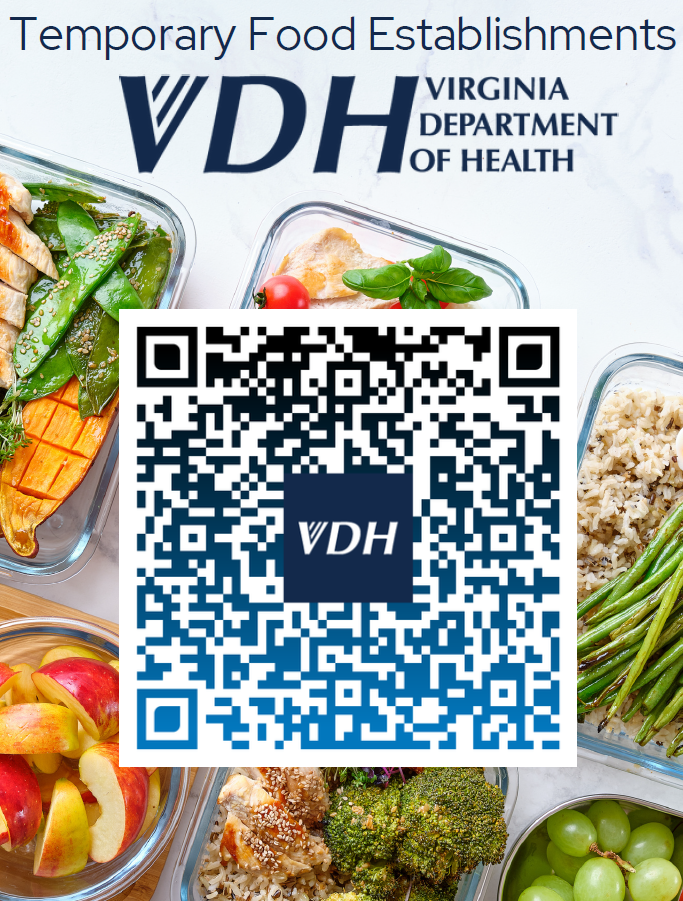 Temporary Food Establishments
VDH VIRGINIA
DEPARTMENT
OF HEALTH
VDH